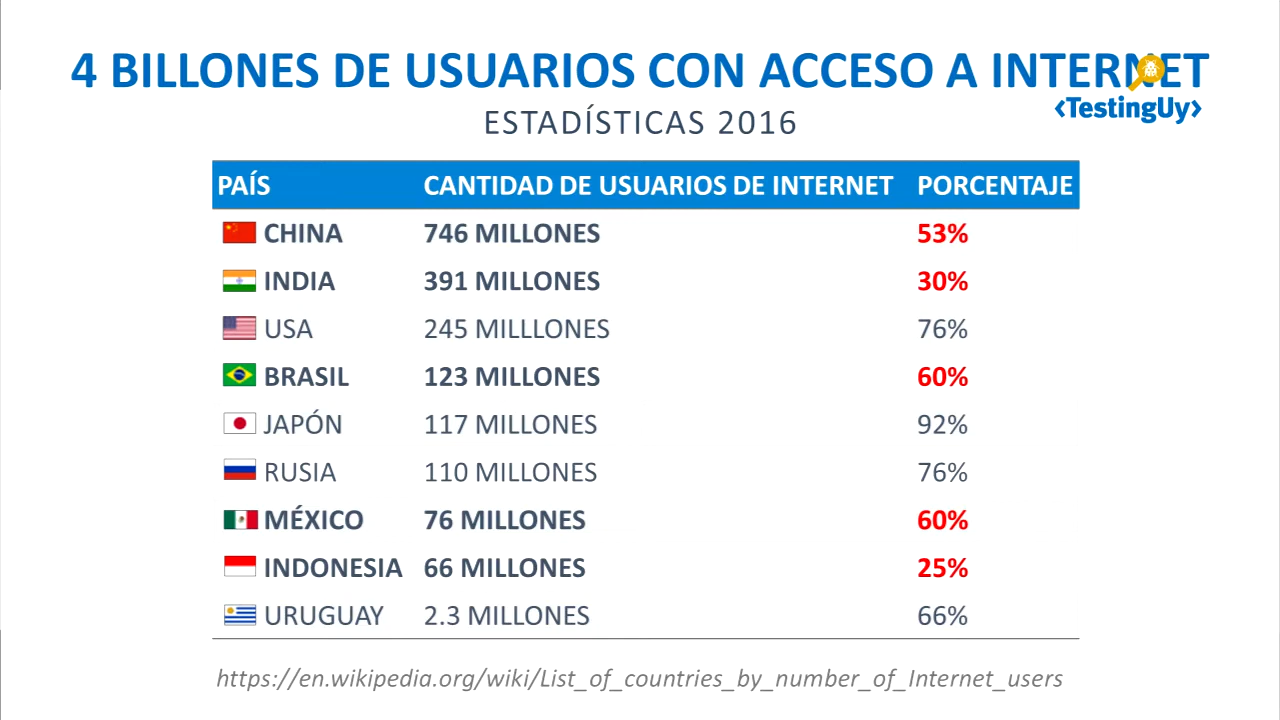 4 BILLONES DE USUARIOS CON ACCESO A INTERNET
<TestingUy>
ESTADÍSTICAS 2016
PAÍS CANTIDAD DE USUARIOS DE INTERNET PORCENTAJE
CHINA 746 MILLONES 53%
INDIA 391 MILLONES 30%
USA 245 MILLLONES 76%
BRASIL 123 MILLONES 60%
JAPÓN 117 MILLONES 92%
RUSIA 110 MILLONES 76%
MÉXICO 76 MILLONES 60%
INDONESIA 66 MILLONES 25%
URUGUAY 2.3 MILLONES 66%
https://en.wikipedia.org/wiki/List_of_countries_by_number_of_Internet_users